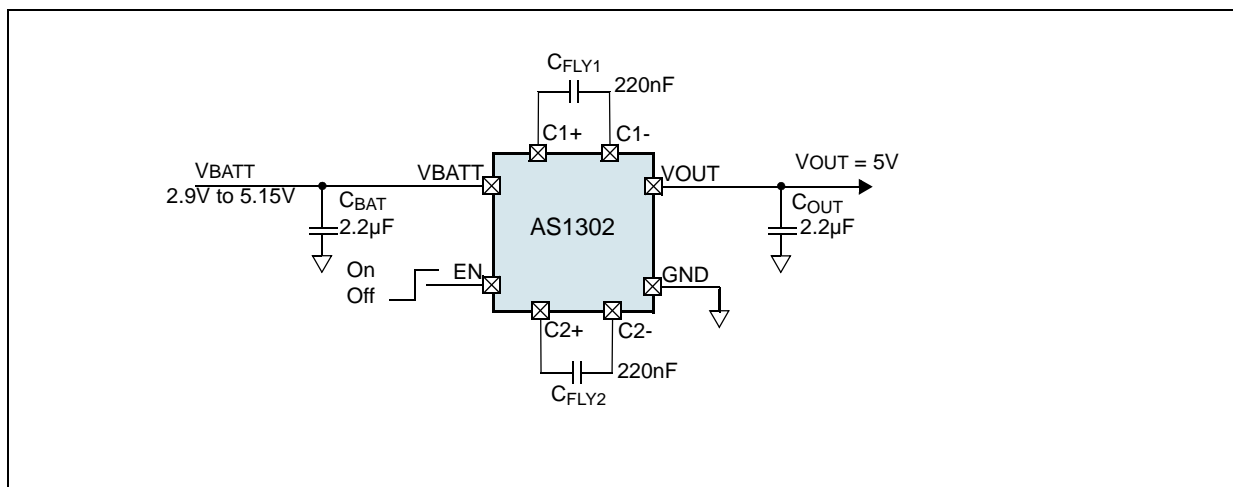 CFLY1
220nF
C1+ C1-
VBATT
2.9V to 5.15V
VBATT
VOUT
VOUT = 5V
CBAT
2.2µF
AS1302
COUT
2.2µF
On
Off
EN
GND
C2+ C2-
220nF
CFLY2